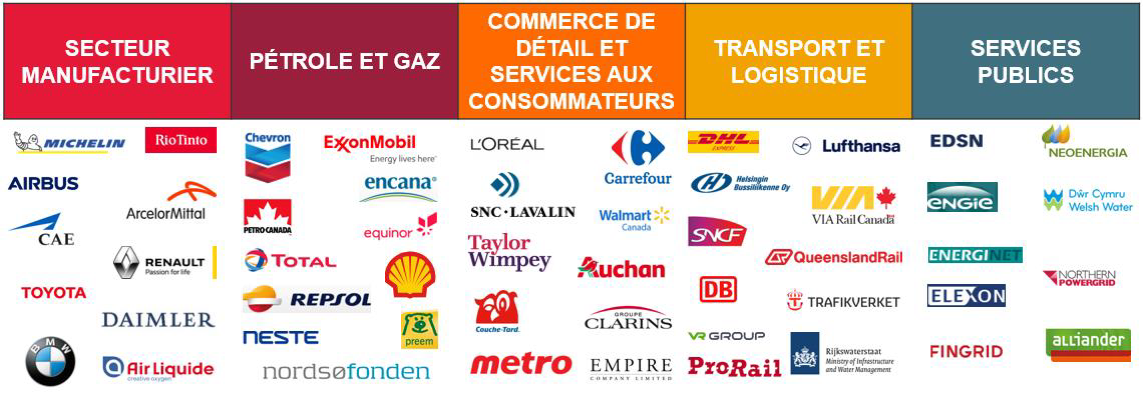 SECTEUR
MANUFACTURIER
PÉTROLE ET GAZ
COMMERCE DE
DÉTAIL ET
SERVICES AUX
CONSOMMATEURS
TRANSPORT ET
LOGISTIQUE
SERVICES
PUBLICS
MICHELIN
RioTinto
AIRBUS
ArcelorMittal
CAE
RENAULT
Passion for life
TOYOTA
DAIMLER
BMW
Air Liquide
creative oxygen
Chevron
ExxonMobil
Energy lives here
encana
PETRO-CANADA
equinor
TOTAL
REPSOL
NESTE
preem
nordsøfonden
L'ORÉAL
Carrefour
SNC·LAVALIN
Walmart
Canada
Taylor
Wimpey
Auchan
Couche-Tard
GROUPE
CLARINS
metro
EMPIRE
COMPANY LIMITED
DHL
EXPRESS
Lufthansa
Helsingin
Bussiliikenne Oy
VIA
VIA Rail Canada
SNCF
QueenslandRail
DB
TRAFIKVERKET
VR GROUP
ProRail
Rijkswaterstaat
Ministry of Infrastructure
and Water Management
EDSN
NEOENERGIA
ENGIE
Dŵr Cymru
Welsh Water
ENERGINET
NORTHERN
POWERGRID
ELEXON
FINGRID
alliander